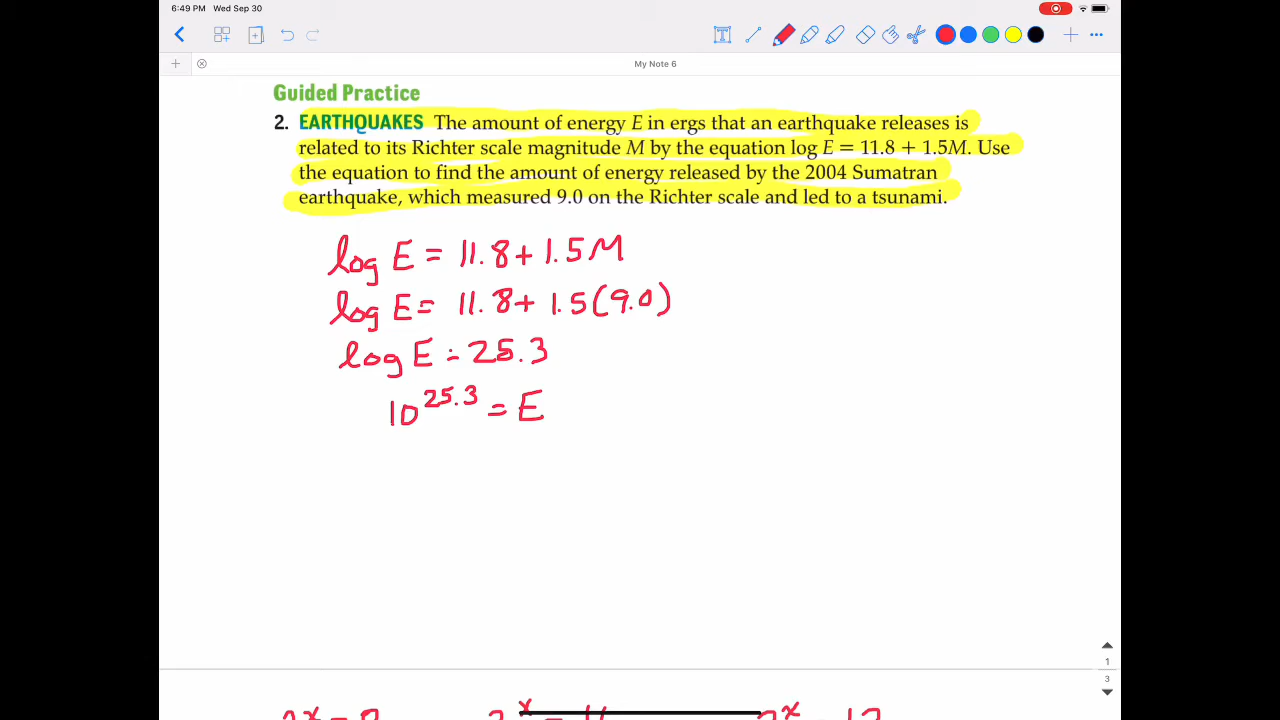 6:49 PM Wed Sep 30
My Note 6
Guided Practice
2. EARTHQUAKES The amount of energy E in ergs that an earthquake releases is
related to its Richter scale magnitude M by the equation log E = 11.8 + 1.5M. Use
the equation to find the amount of energy released by the 2004 Sumatran
earthquake, which measured 9.0 on the Richter scale and led to a tsunami.
log E = 11.8 + 1.5 M
log E = 11.8 + 1.5 (9.0)
log E = 25.3
10^25.3 = E
1
3